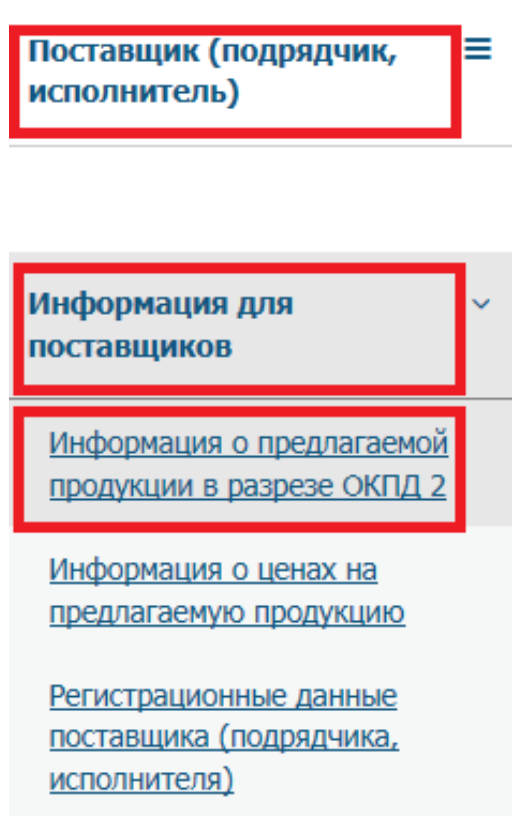 Поставщик (подрядчик,
исполнитель)
Информация для
поставщиков
Информация о предлагаемой
продукции в разрезе ОКПД 2
Информация о ценах на
предлагаемую продукцию
Регистрационные данные
поставщика (подрядчика,
исполнителя)